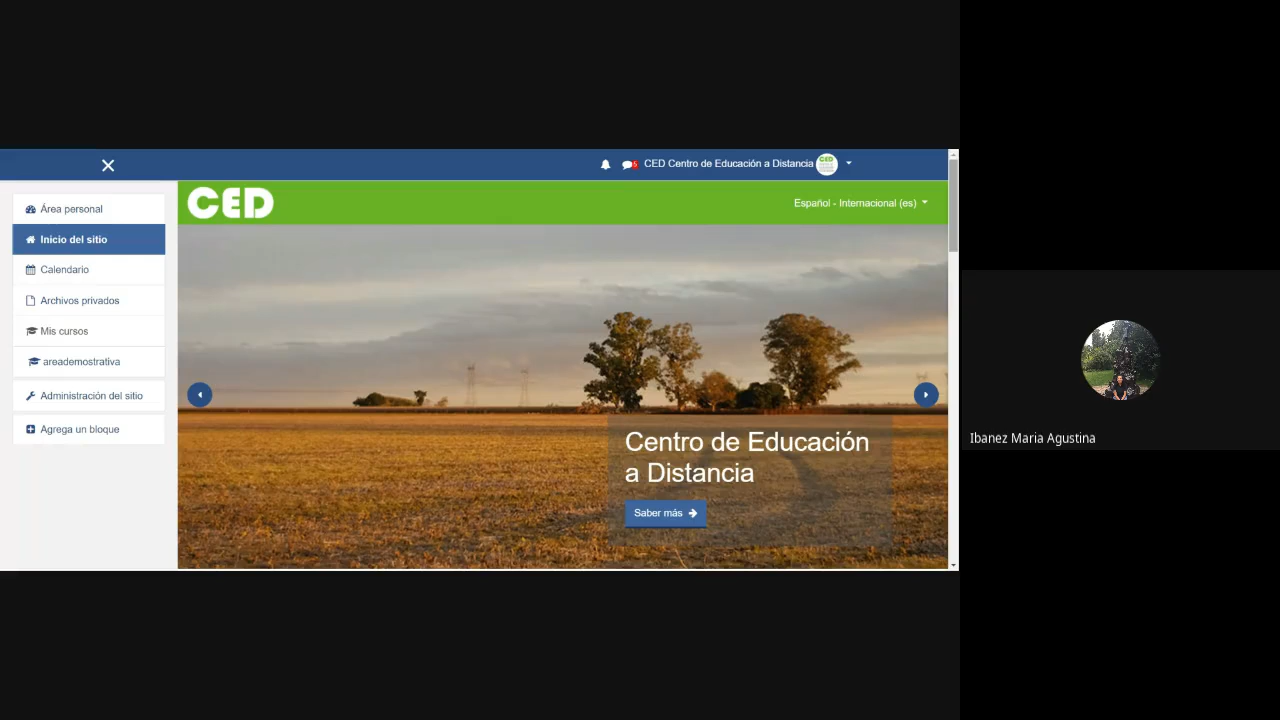 5 CED Centro de Educación a Distancia
CED
Español - Internacional (es)
Área personal
Inicio del sitio
Calendario
Archivos privados
Mis cursos
areademostrativa
Administración del sitio
Agrega un bloque
Centro de Educación
a Distancia
Saber más
Ibanez Maria Agustina